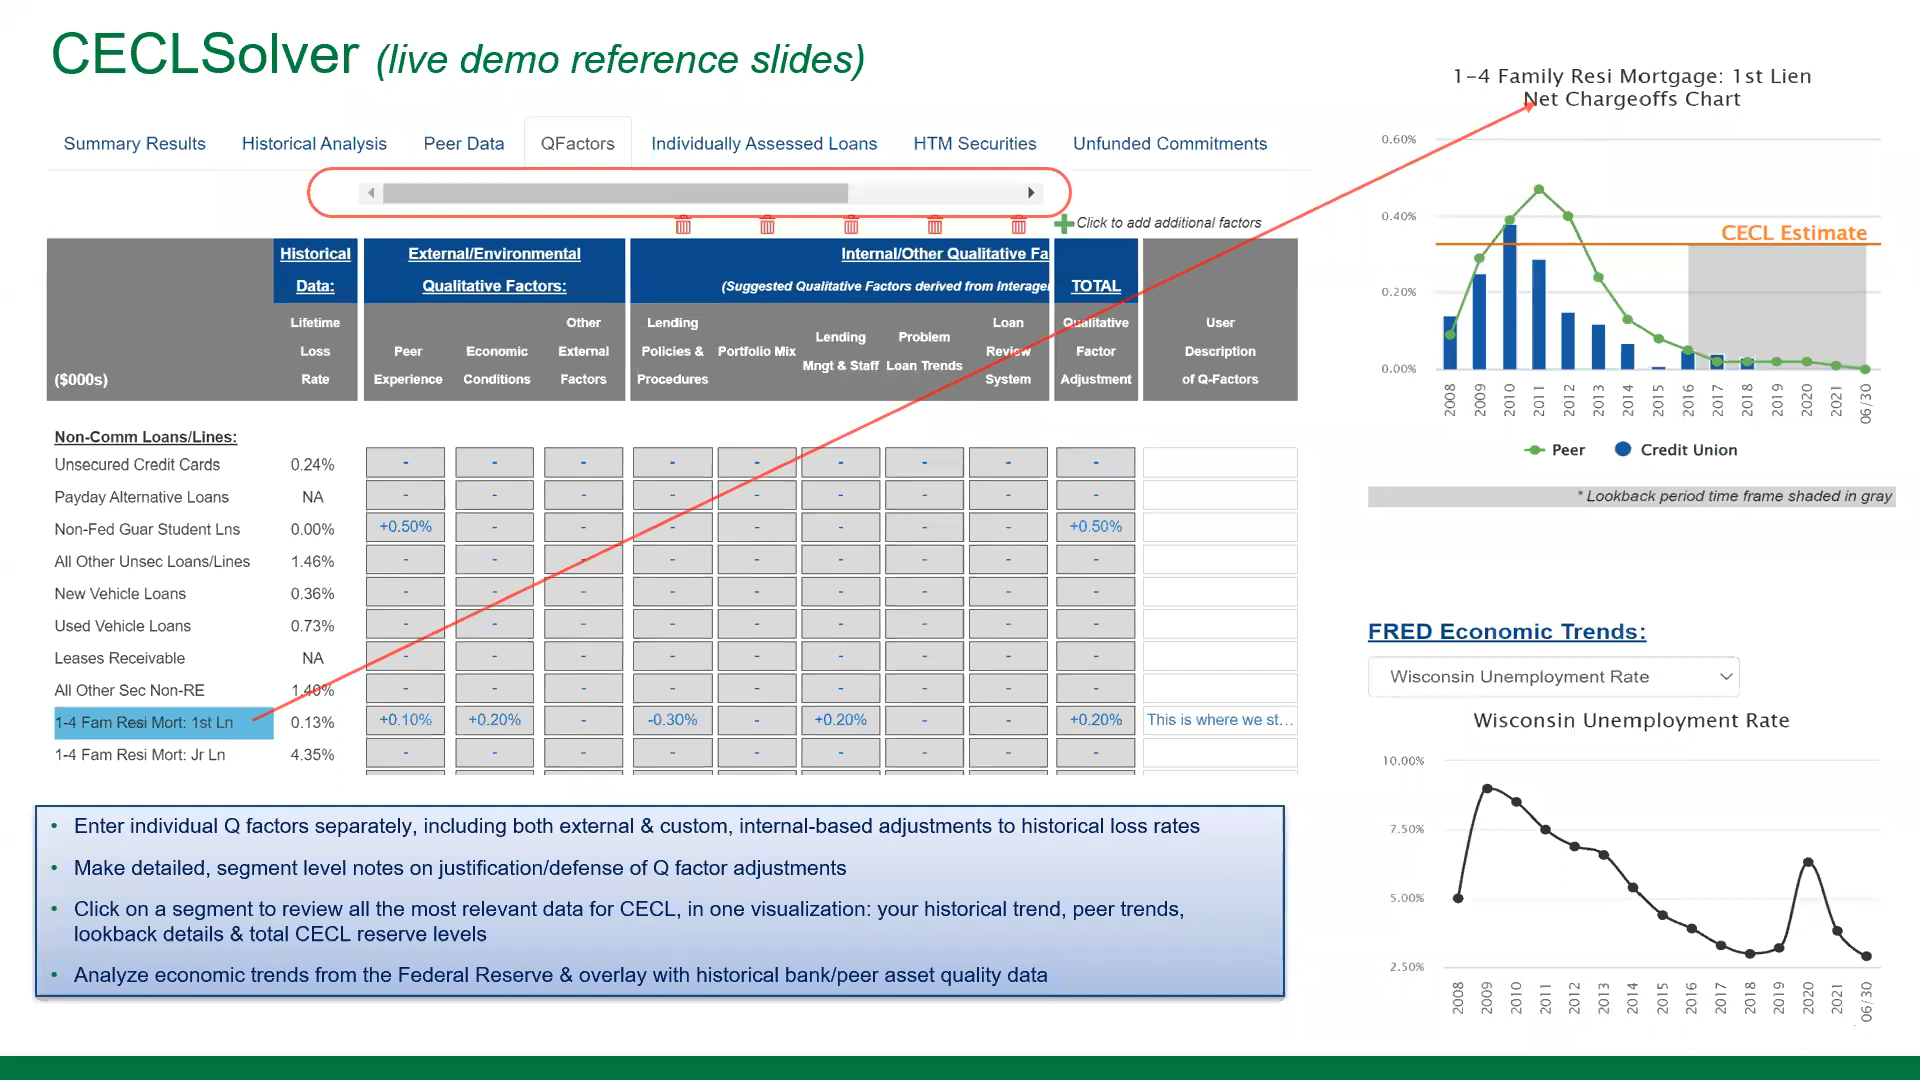 CECLSolver (live demo reference slides)
Summary Results Historical Analysis Peer Data QFactors Individually Assessed Loans HTM Securities Unfunded Commitments
Click to add additional factors
Historical External/Environmental Internal/Other Qualitative Fa
Data: Qualitative Factors: (Suggested Qualitative Factors derived from Interager TOTAL
Lifetime Other Lending Loan Qualitative User
Loss Peer Economic External Policies & Portfolio Mix Lending Problem Review Factor Description
($000s) Rate Experience Conditions Factors Procedures Mngt & Staff Loan Trends System Adjustment of Q-Factors
Non-Comm Loans/Lines:
Unsecured Credit Cards 0.24% - - - - - - - - -
Payday Alternative Loans NA - - - - - - - - -
Non-Fed Guar Student Lns 0.00% +0.50% - - - - - - - +0.50%
All Other Unsec Loans/Lines 1.46% - - - - - - - - -
New Vehicle Loans 0.36% - - - - - - - - -
Used Vehicle Loans 0.73% - - - - - - - - -
Leases Receivable NA - - - - - - - - -
All Other Sec Non-RE 1.40% - - - - - - - - -
1-4 Fam Resi Mort: 1st Ln 0.13% +0.10% +0.20% - -0.30% - +0.20% - - +0.20% This is where we st...
1-4 Fam Resi Mort: Jr Ln 4.35% - - - - - - - - -
• Enter individual Q factors separately, including both external & custom, internal-based adjustments to historical loss rates
• Make detailed, segment level notes on justification/defense of Q factor adjustments
• Click on a segment to review all the most relevant data for CECL, in one visualization: your historical trend, peer trends,
lookback details & total CECL reserve levels
• Analyze economic trends from the Federal Reserve & overlay with historical bank/peer asset quality data
1-4 Family Resi Mortgage: 1st Lien
Net Chargeoffs Chart
0.60%
0.40%
CECL Estimate
0.20%
0.00%
2008 2009 2010 2011 2012 2013 2014 2015 2016 2017 2018 2019 2020 2021 06/30
Peer Credit Union
* Lookback period time frame shaded in gray
FRED Economic Trends:
Wisconsin Unemployment Rate
Wisconsin Unemployment Rate
10.00%
7.50%
5.00%
2.50%
2008 2009 2010 2011 2012 2013 2014 2015 2016 2017 2018 2019 2020 2021 06/30